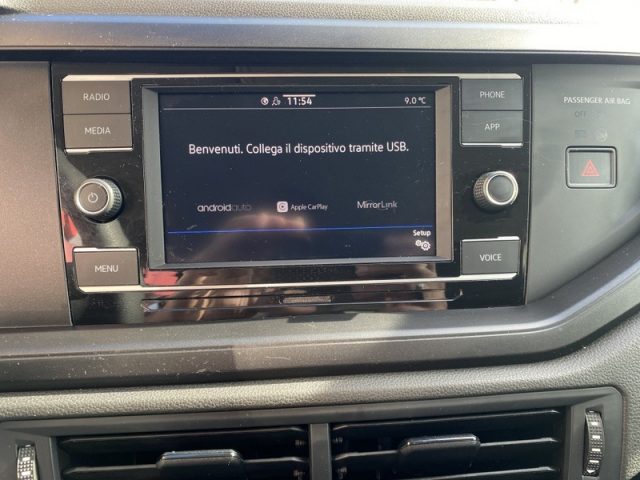 RADIO
MEDIA
MENU
11:54
9.0 °C
Benvenuti. Collega il dispositivo tramite USB.
androidauto
Apple CarPlay
MirrorLink
Setup
PHONE
APP
VOICE
PASSENGER AIR BAG
OFF